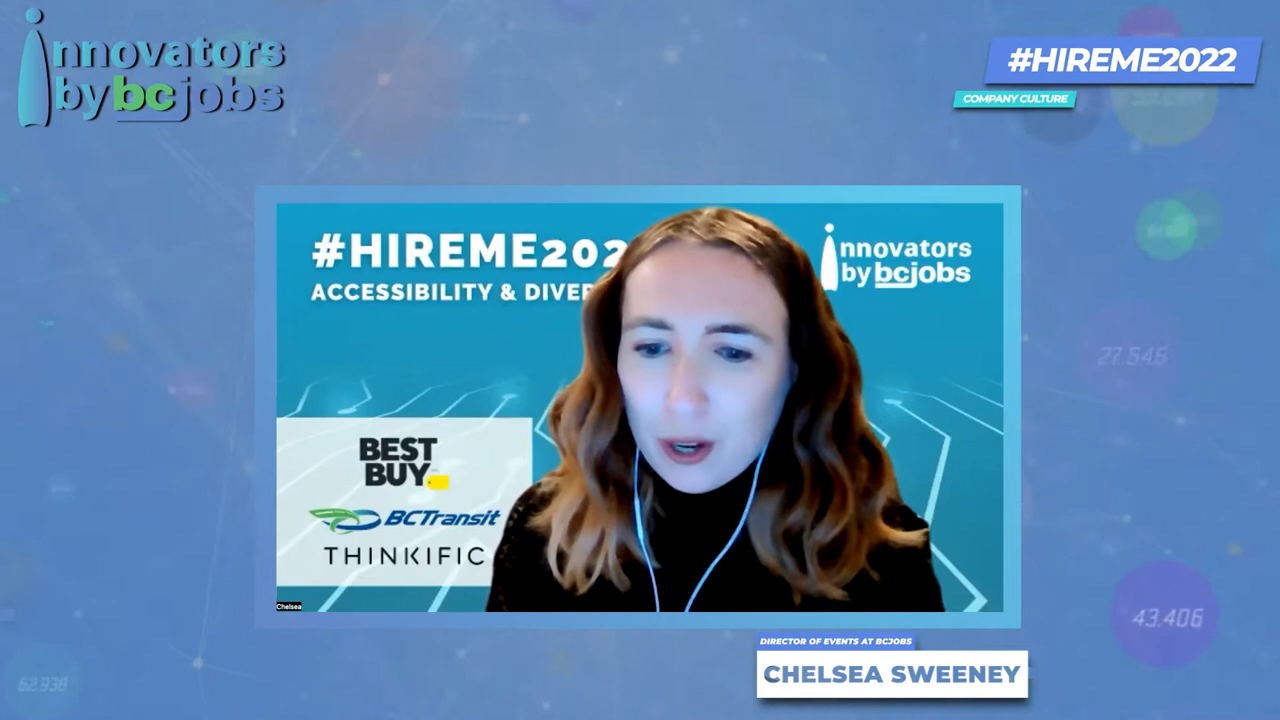 innovators
by bcjobs
#HIREME2022
COMPANY CULTURE
#HIREME202
ACCESSIBILITY & DIVER
innovators
by bcjobs
BEST
BUY
BCTransit
THINKIFIC
Chelsea
27.546
43.406
62.936
DIRECTOR OF EVENTS AT BCJOBS
CHELSEA SWEENEY